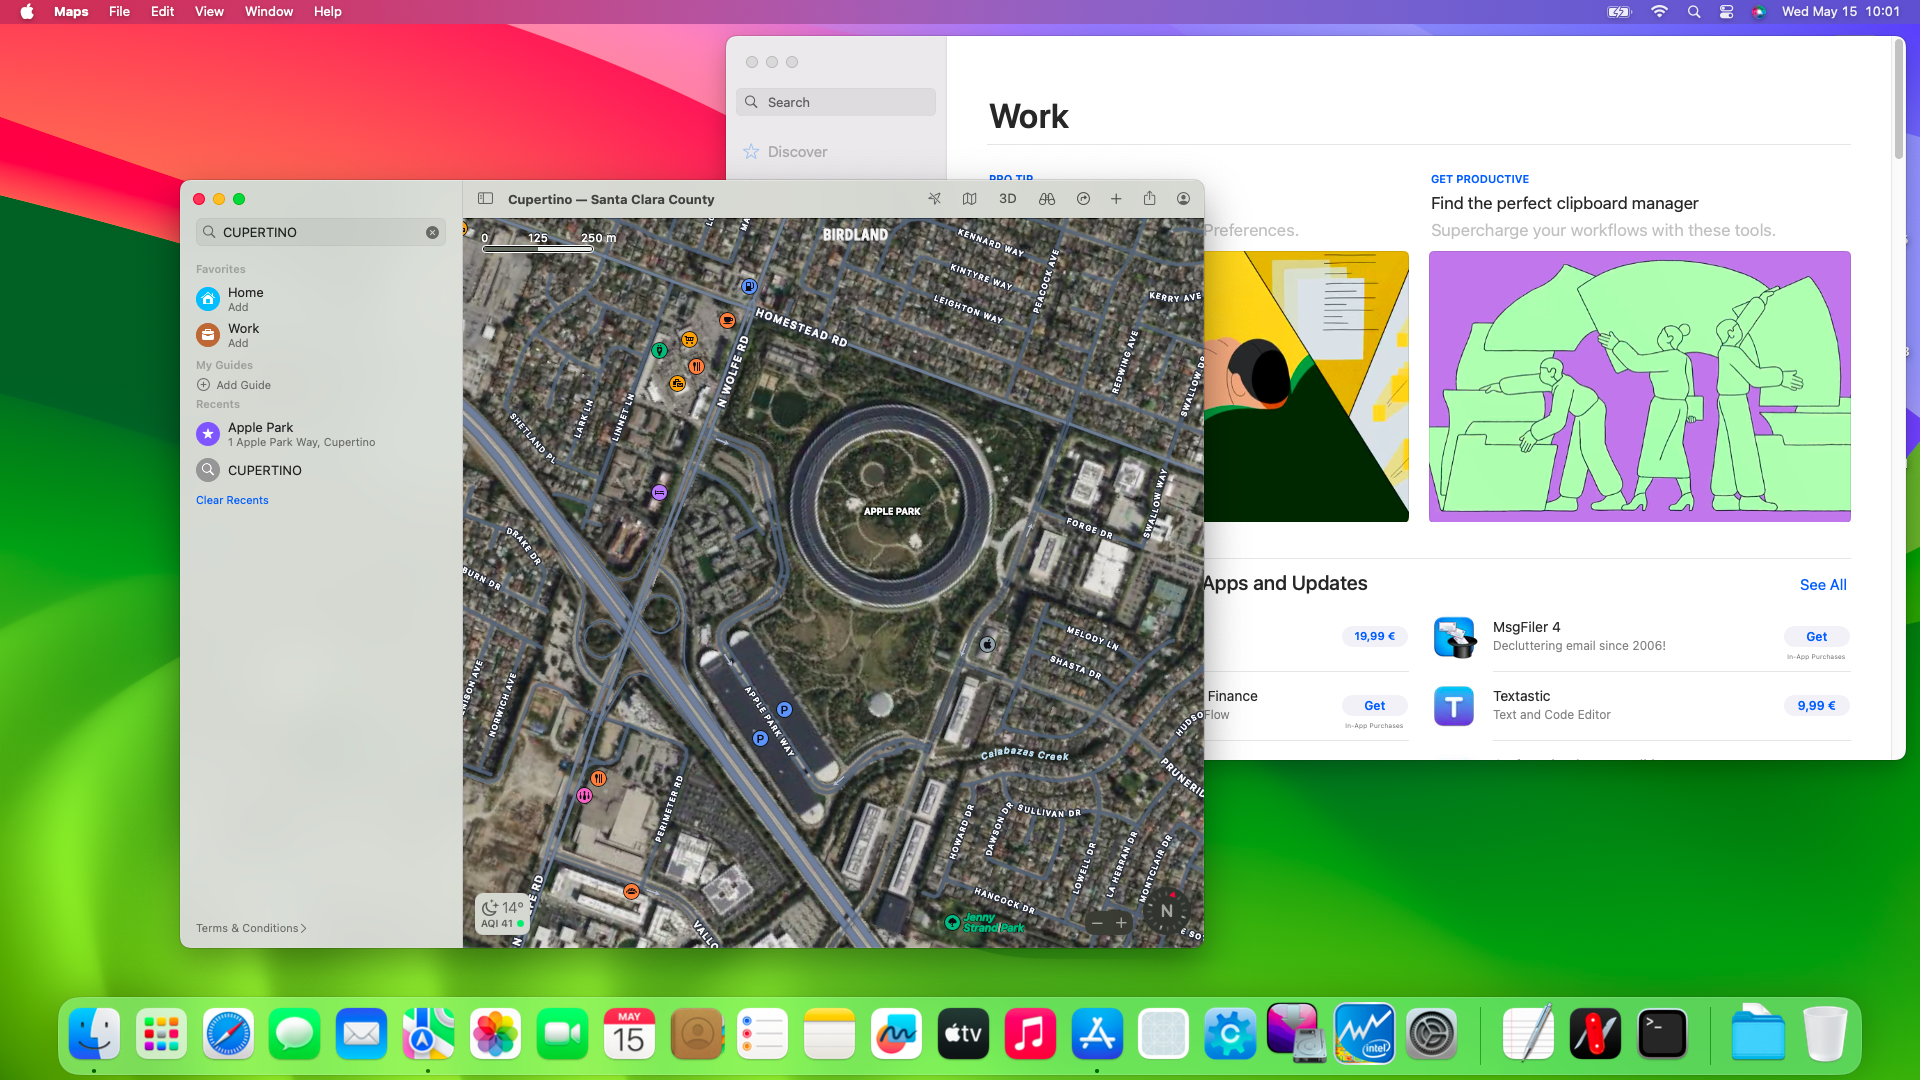 Maps File Edit View Window Help
Wed May 15 10:01
Search
Discover
Work
PRO TIP
Preferences.
GET PRODUCTIVE
Find the perfect clipboard manager
Supercharge your workflows with these tools.
Apps and Updates
See All
19,99 €
MsgFiler 4
Decluttering email since 2006!
Get
In-App Purchases
Finance
Flow
Get
In-App Purchases
Textastic
Text and Code Editor
9,99 €
CUPERTINO
Favorites
Home
Add
Work
Add
My Guides
Add Guide
Recents
Apple Park
1 Apple Park Way, Cupertino
CUPERTINO
Clear Recents
Terms & Conditions
Cupertino — Santa Clara County
3D
0 125 250 m
BIRDLAND
KENNARD WAY
KINTYRE WAY
LEIGHTON WAY
PEACOCK AVE
KERRY AVE
HOMESTEAD RD
N WOLFE RD
REDWING AVE
SWALLOW DR
LARK LN
LINNET LN
SHETLAND PL
APPLE PARK
SWALLOW WAY
FORGE DR
DRAKE DR
BURN DR
MELODY LN
SHASTA DR
NORWICH AVE
APPLE PARK WAY
P
P
HUDSO
Calabazas Creek
PRUNERID
PERIMETER RD
HOWARD DR
DAWSON DR
SULLIVAN DR
LOWELL DR
LA HERRAN DR
MONTCLAIR DR
HANCOCK DR
Jenny
Strand Park
VALLO
14°
AQI 41
N
MAY
15
tv
intel